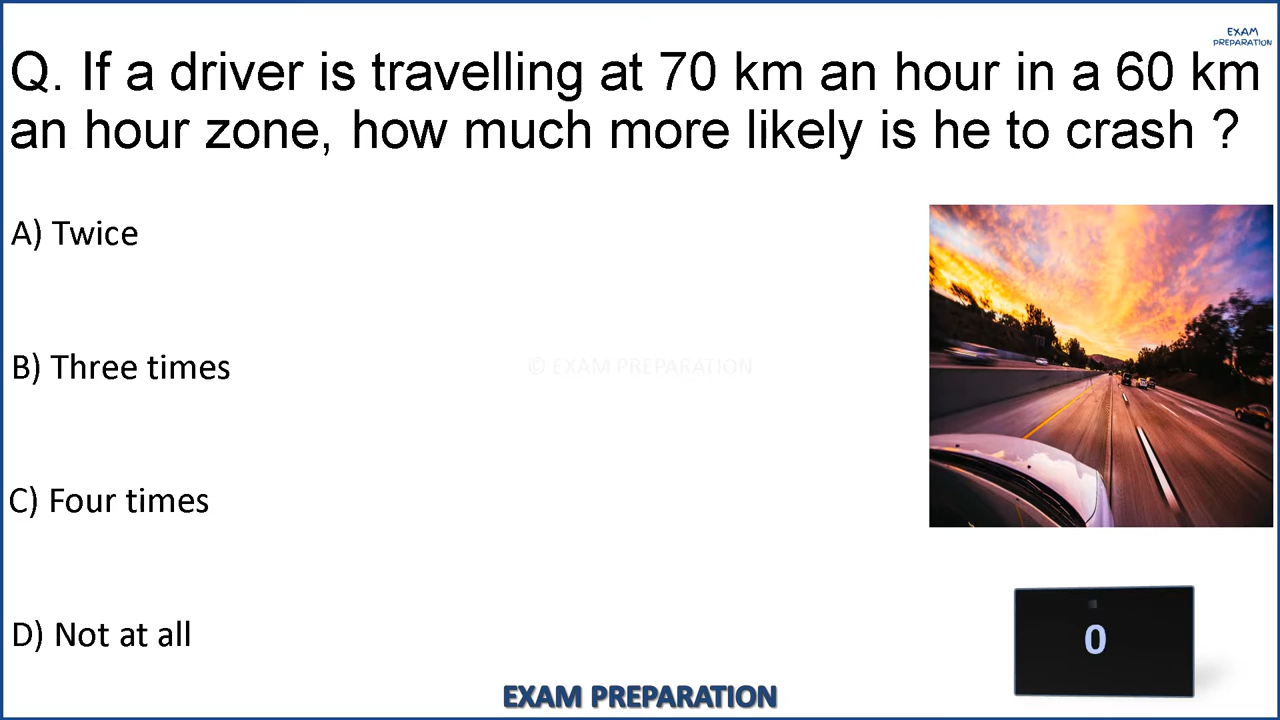 EXAM
PREPARATION
Q. If a driver is travelling at 70 km an hour in a 60 km
an hour zone, how much more likely is he to crash ?
A) Twice
B) Three times
© EXAM PREPARATION
C) Four times
D) Not at all
0
EXAM PREPARATION